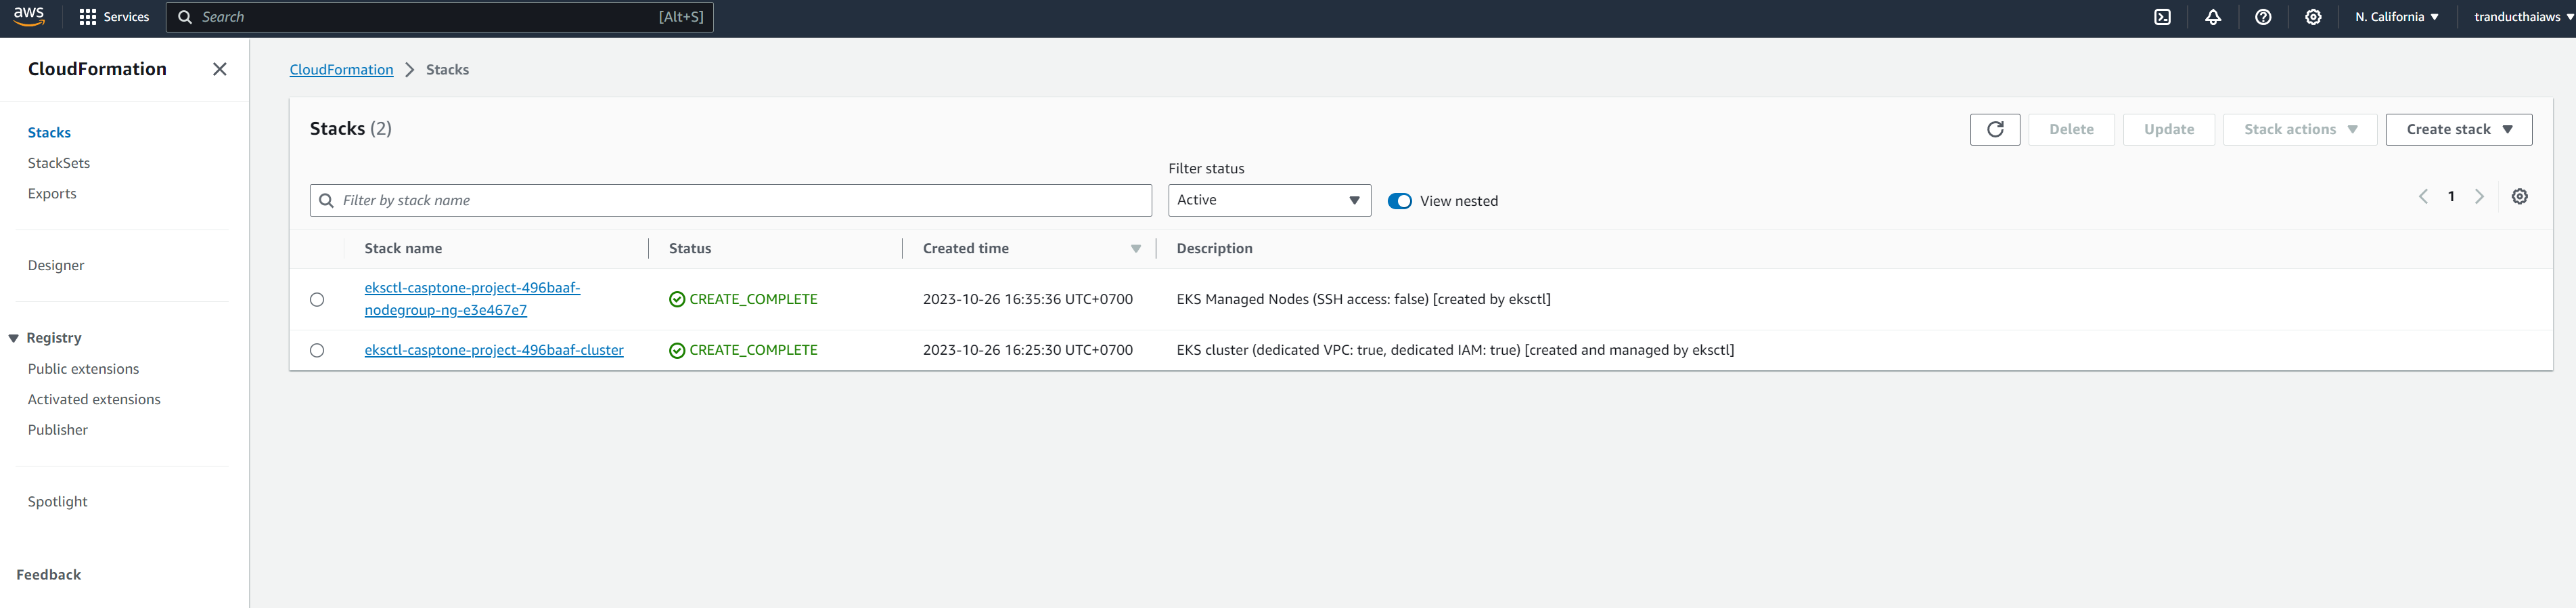 aws
Services
Search
[Alt+S]
N. California
tranducthaiaws
CloudFormation
Stacks
StackSets
Exports
Designer
Registry
Public extensions
Activated extensions
Publisher
Spotlight
Feedback
CloudFormation > Stacks
Stacks (2)
Delete
Update
Stack actions
Create stack
Filter status
Filter by stack name
Active
View nested
1
Stack name Status Created time Description
eksctl-casptone-project-496baaf-
nodegroup-ng-e3e467e7
CREATE_COMPLETE
2023-10-26 16:35:36 UTC+0700
EKS Managed Nodes (SSH access: false) [created by eksctl]
eksctl-casptone-project-496baaf-cluster
CREATE_COMPLETE
2023-10-26 16:25:30 UTC+0700
EKS cluster (dedicated VPC: true, dedicated IAM: true) [created and managed by eksctl]